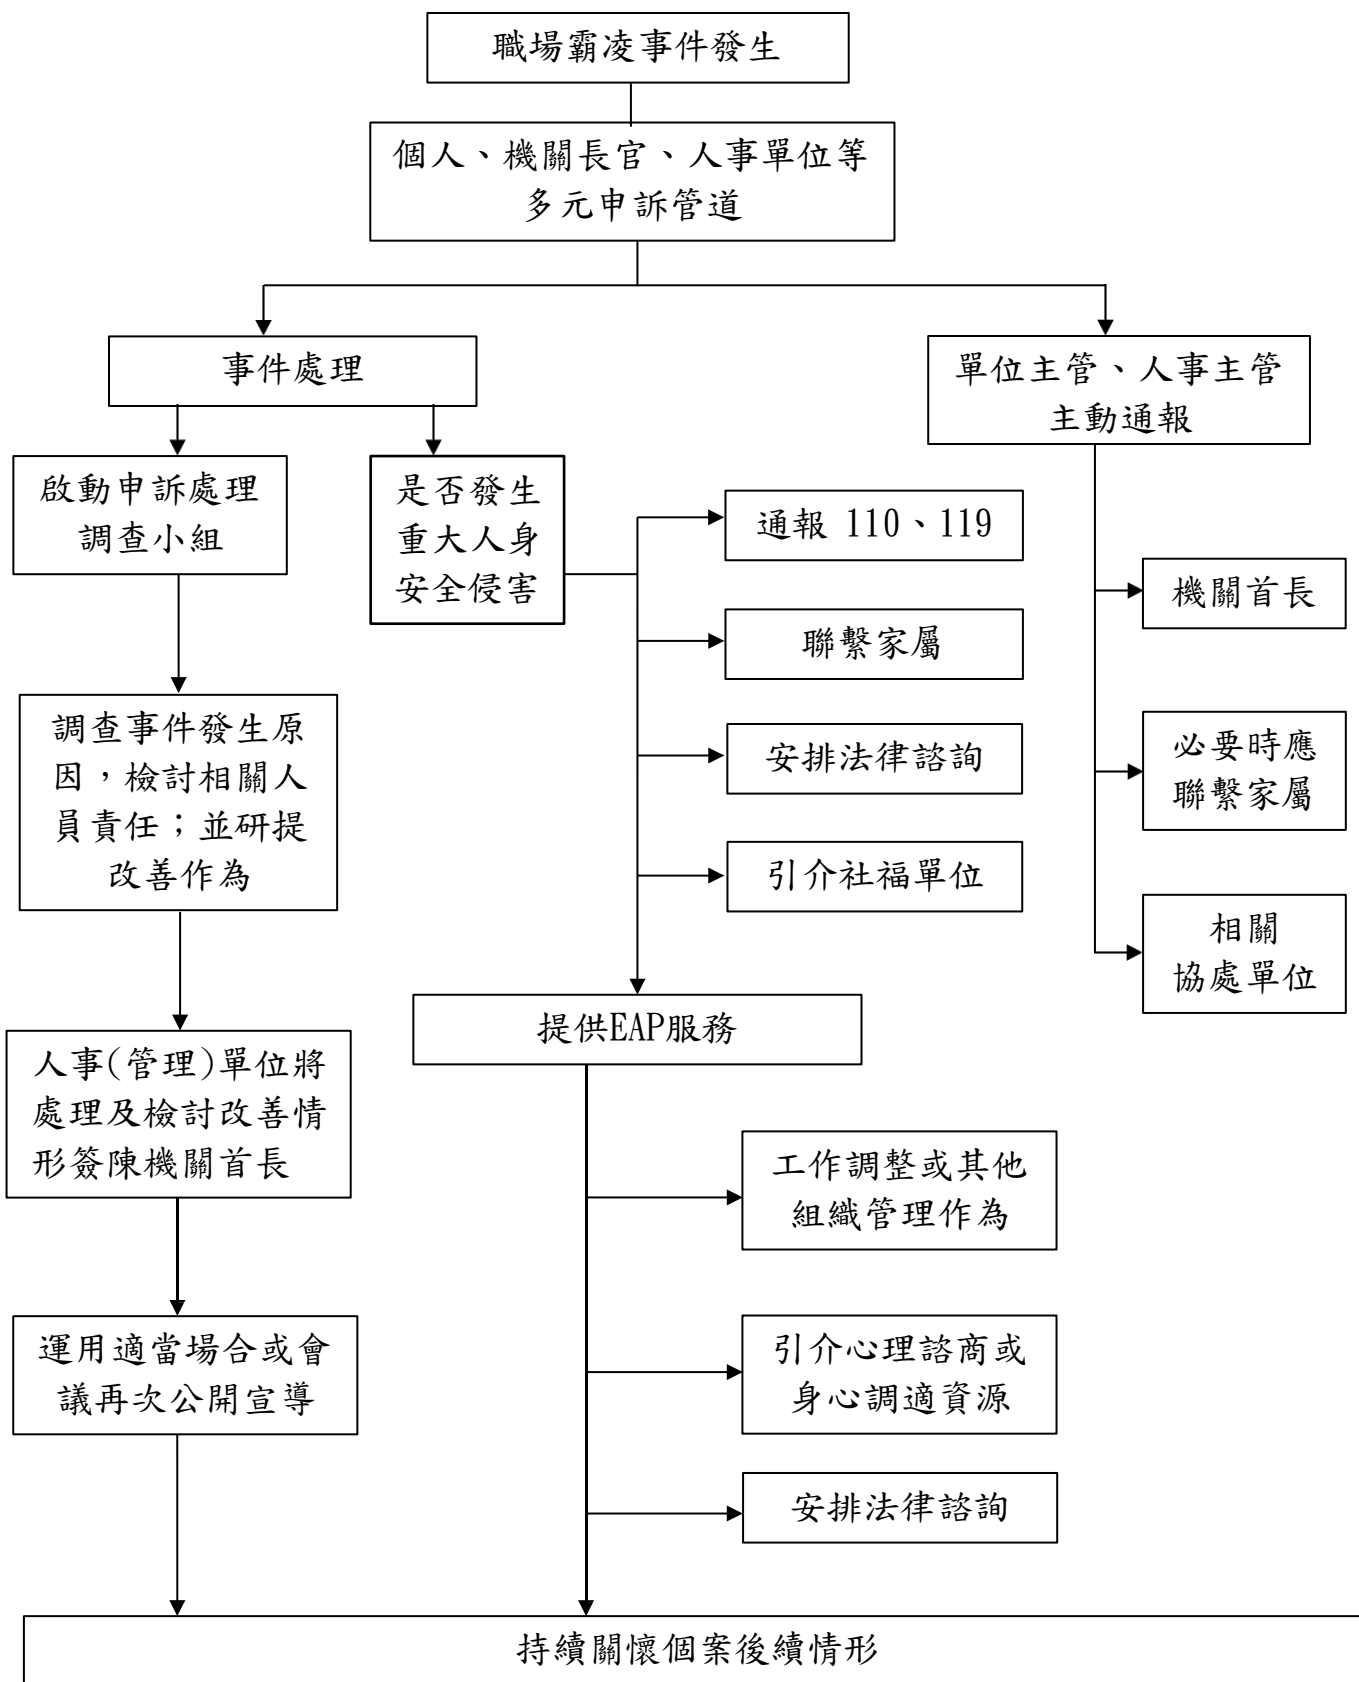 職場霸凌事件發生
個人、機關長官、人事單位等
多元申訴管道
事件處理
單位主管、人事主管
主動通報
啟動申訴處理
調查小組
是否發生
重大人身
安全侵害
通報 110、119
聯繫家屬
安排法律諮詢
引介社福單位
機關首長
必要時應
聯繫家屬
相關
協處單位
調查事件發生原
因，檢討相關人
員責任；並研提
改善作為
提供EAP服務
人事(管理)單位將
處理及檢討改善情
形簽陳機關首長
工作調整或其他
組織管理作為
引介心理諮商或
身心調適資源
安排法律諮詢
運用適當場合或會
議再次公開宣導
持續關懷個案後續情形